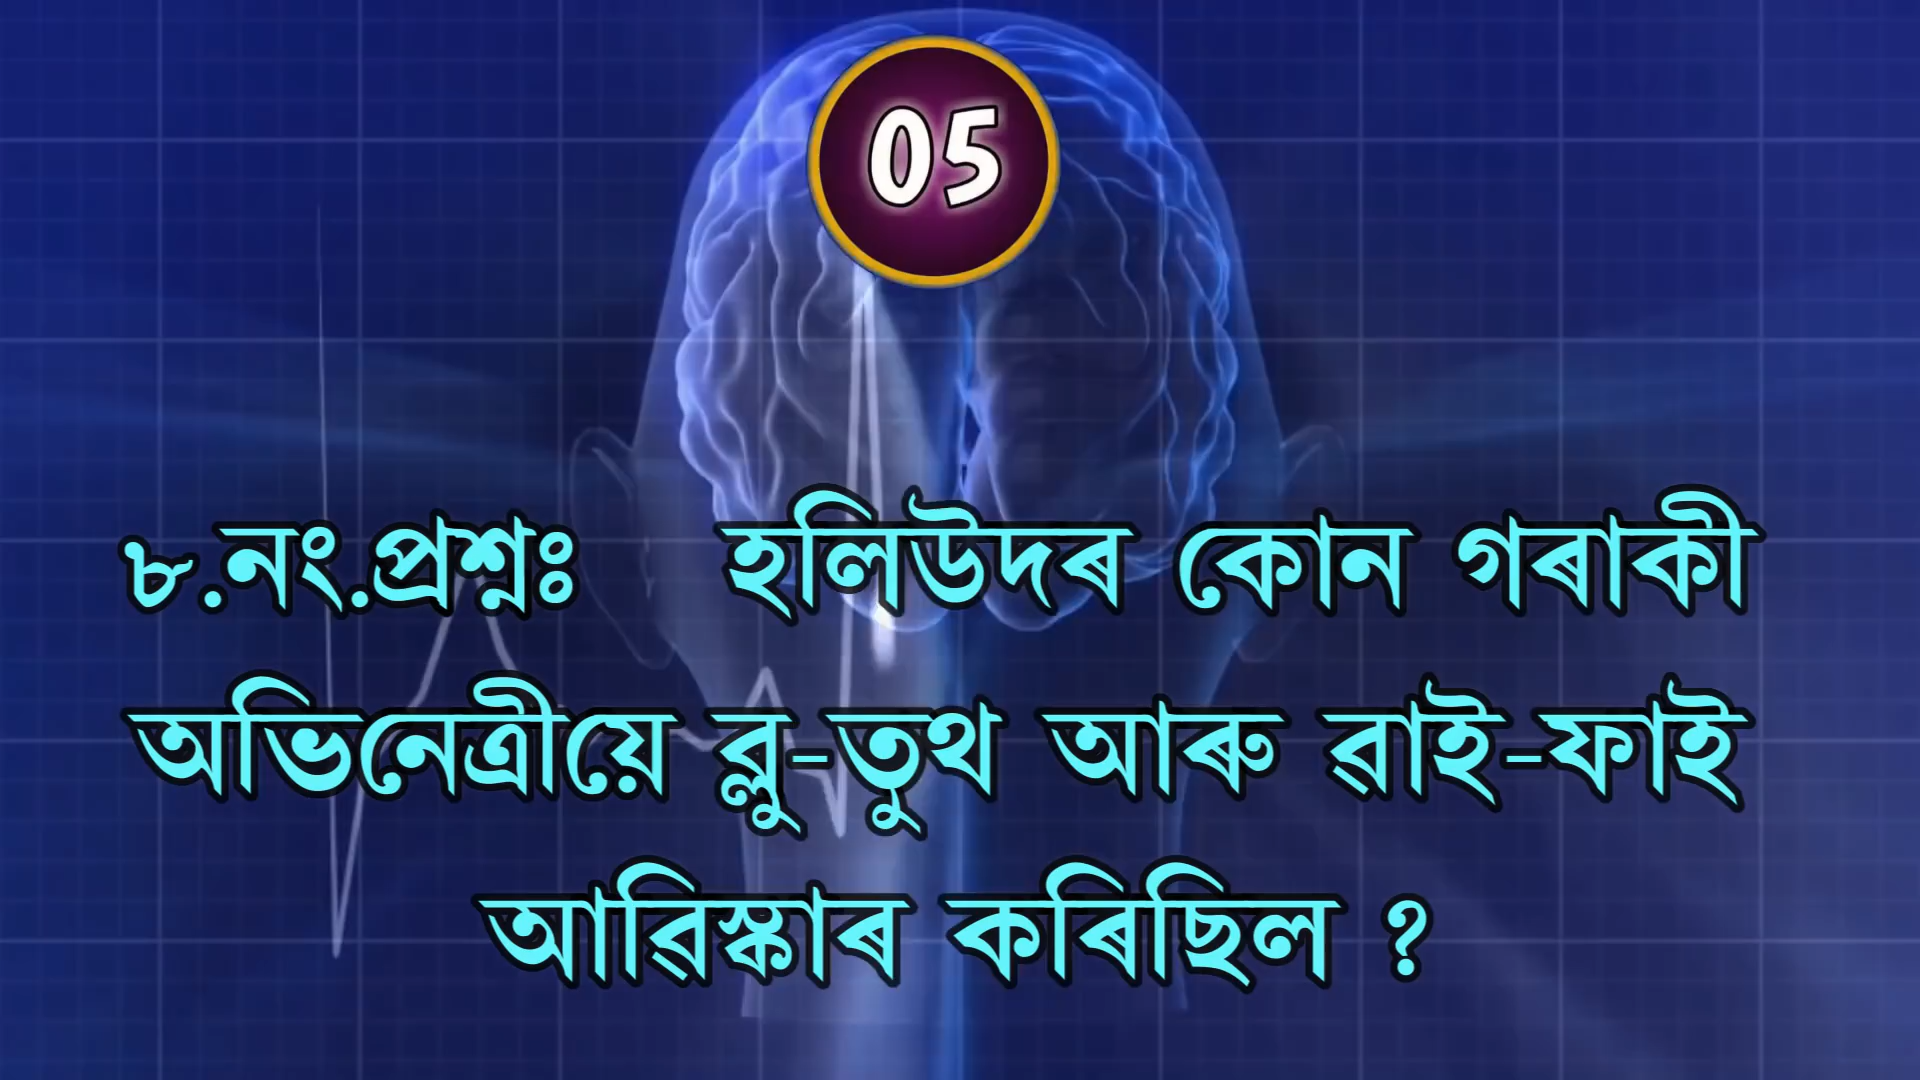 05
৮.নং.প্ৰশ্নঃ হলিউদৰ কোন গৰাকী
অভিনেত্ৰীয়ে ব্লু-তুথ আৰু ৱাই-ফাই
আৱিস্কাৰ কৰিছিল ?